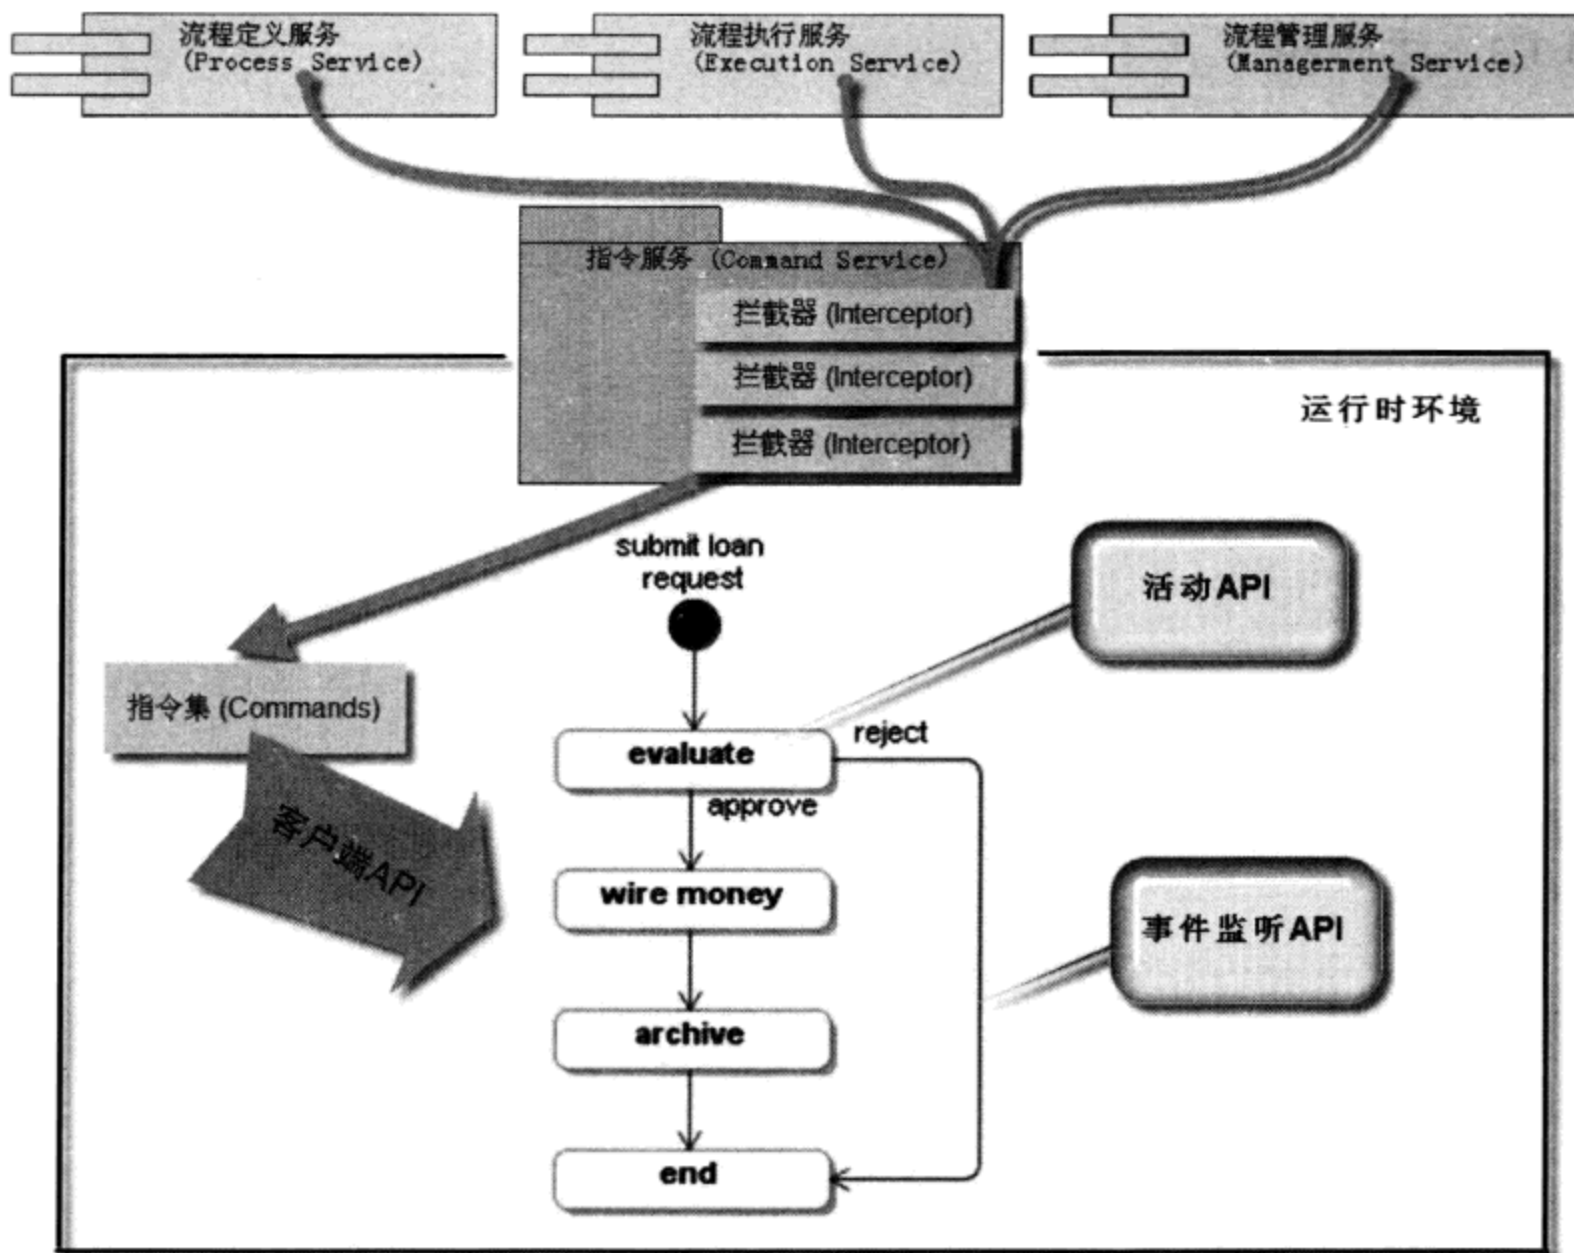 流程定义服务
(Process Service)
流程执行服务
(Execution Service)
流程管理服务
(Managerment Service)
指令服务 (Command Service)
拦截器 (Interceptor)
拦截器 (Interceptor)
拦截器 (Interceptor)
运行时环境
submit loan
request
活动API
指令集 (Commands)
evaluate
reject
approve
客户端API
wire money
事件监听API
archive
end